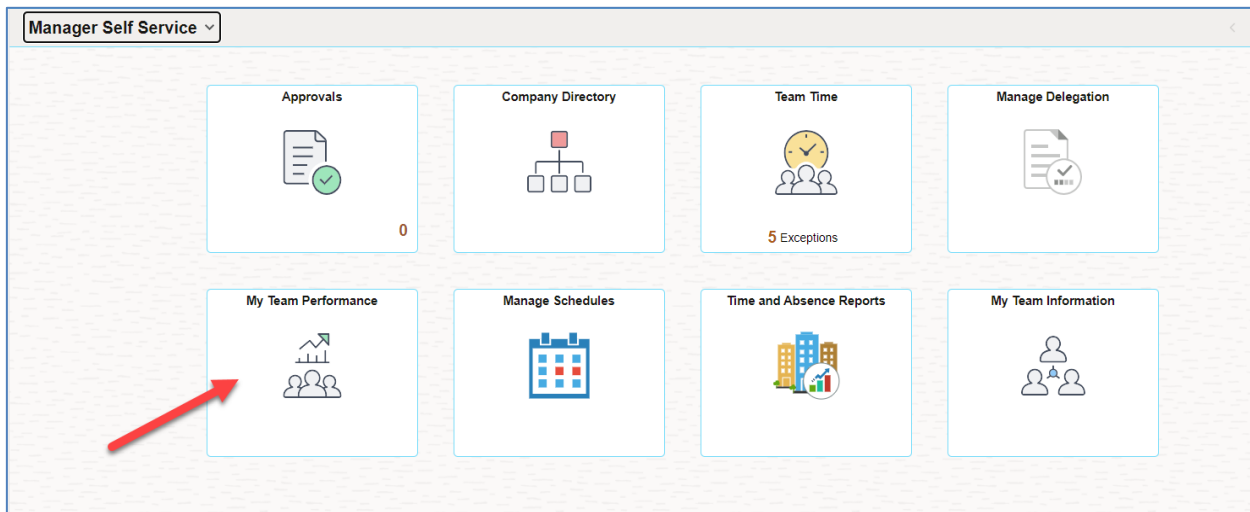 Manager Self Service
Approvals
Company Directory
Team Time
Manage Delegation
0
5 Exceptions
My Team Performance
Manage Schedules
Time and Absence Reports
My Team Information